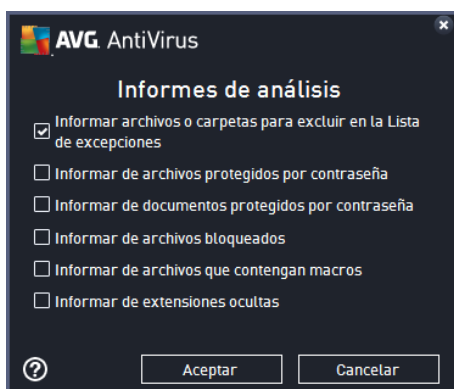 AVG. AntiVirus
Informes de análisis
Informar archivos o carpetas para excluir en la Lista
de excepciones
Informar de archivos protegidos por contraseña
Informar de documentos protegidos por contraseña
Informar de archivos bloqueados
Informar de archivos que contengan macros
Informar de extensiones ocultas
? Aceptar Cancelar